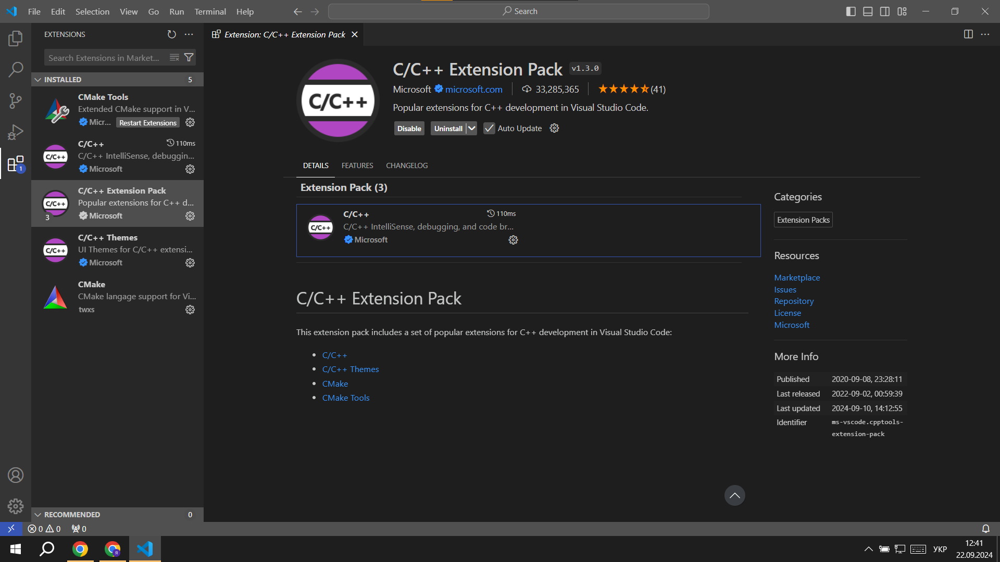 File Edit Selection View Go Run Terminal Help
Search
EXTENSIONS
Search Extensions in Market...
INSTALLED 5
CMake Tools
Extended CMake support in V...
Micr... Restart Extensions
C/C++ 110ms
C/C++ IntelliSense, debuggin...
Microsoft
C/C++ Extension Pack
Popular extensions for C++ d...
3 Microsoft
C/C++ Themes
UI Themes for C/C++ extensi...
Microsoft
CMake
CMake langage support for Vi...
twxs
RECOMMENDED 0
1
C/C++
C/C++
C/C++
Extension: C/C++ Extension Pack
C/C++
C/C++ Extension Pack v1.3.0
Microsoft microsoft.com 33,285,365 (41)
Popular extensions for C++ development in Visual Studio Code.
Disable Uninstall Auto Update
DETAILS FEATURES CHANGELOG
Extension Pack (3)
C/C++
C/C++ 110ms
C/C++ IntelliSense, debugging, and code br...
Microsoft
C/C++ Extension Pack
This extension pack includes a set of popular extensions for C++ development in Visual Studio Code:
C/C++
C/C++ Themes
CMake
CMake Tools
Categories
Extension Packs
Resources
Marketplace
Issues
Repository
License
Microsoft
More Info
Published 2020-09-08, 23:28:11
Last released 2022-09-02, 00:59:39
Last updated 2024-09-10, 14:12:55
Identifier ms-vscode.cpptools-
extension-pack
0 0 0
Я
УКР
12:41
22.09.2024